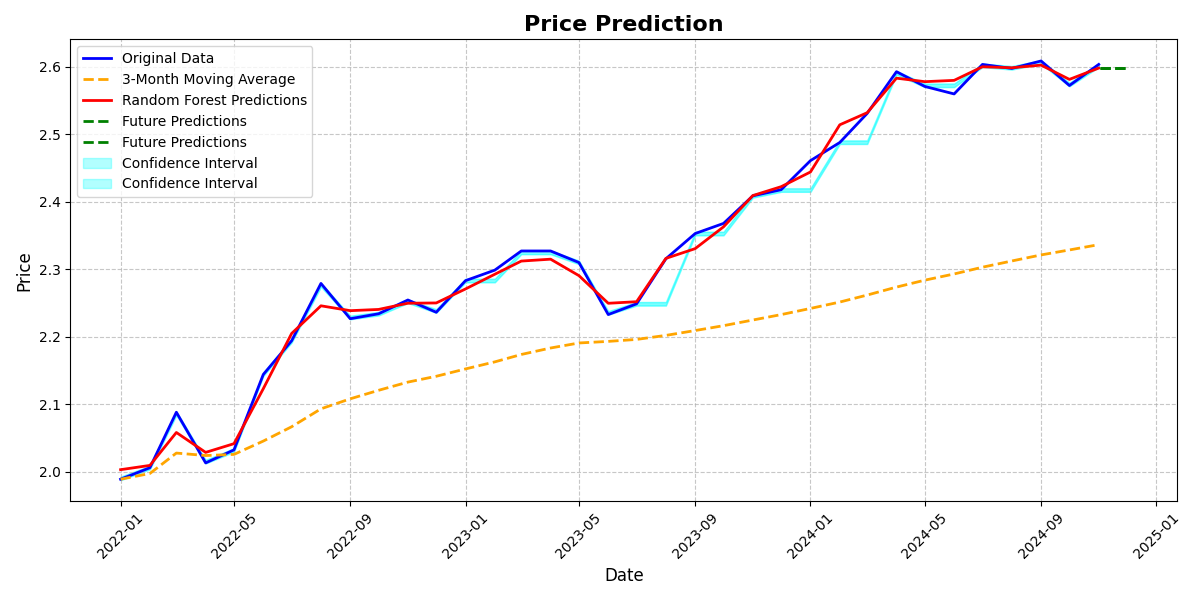 Price Prediction
Original Data
3-Month Moving Average
Random Forest Predictions
Future Predictions
Future Predictions
Confidence Interval
Confidence Interval
Price
2.6
2.5
2.4
2.3
2.2
2.1
2.0
2022-01
2022-05
2022-09
2023-01
2023-05
2023-09
2024-01
2024-05
2024-09
2025-01
Date